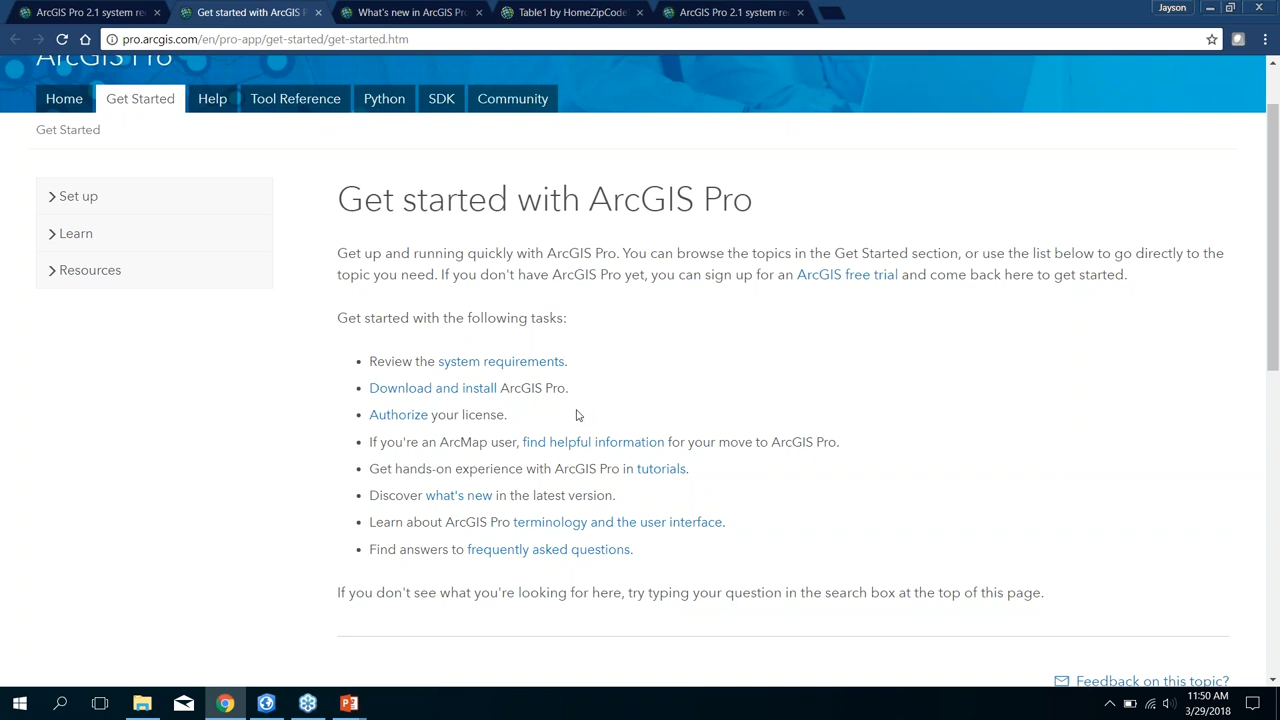 ArcGIS Pro 2.1 system re
Get started with ArcGIS P
What's new in ArcGIS Pr
Table1 by HomeZipCode
ArcGIS Pro 2.1 system re
Jayson
pro.arcgis.com/en/pro-app/get-started/get-started.htm
ArcGIS Pro
Home
Get Started
Help
Tool Reference
Python
SDK
Community
Get Started
Set up
Learn
Resources
Get started with ArcGIS Pro
Get up and running quickly with ArcGIS Pro. You can browse the topics in the Get Started section, or use the list below to go directly to the
topic you need. If you don't have ArcGIS Pro yet, you can sign up for an ArcGIS free trial and come back here to get started.
Get started with the following tasks:
• Review the system requirements.
• Download and install ArcGIS Pro.
• Authorize your license.
• If you're an ArcMap user, find helpful information for your move to ArcGIS Pro.
• Get hands-on experience with ArcGIS Pro in tutorials.
• Discover what's new in the latest version.
• Learn about ArcGIS Pro terminology and the user interface.
• Find answers to frequently asked questions.
If you don't see what you're looking for here, try typing your question in the search box at the top of this page.
Feedback on this topic?
11:50 AM
3/29/2018